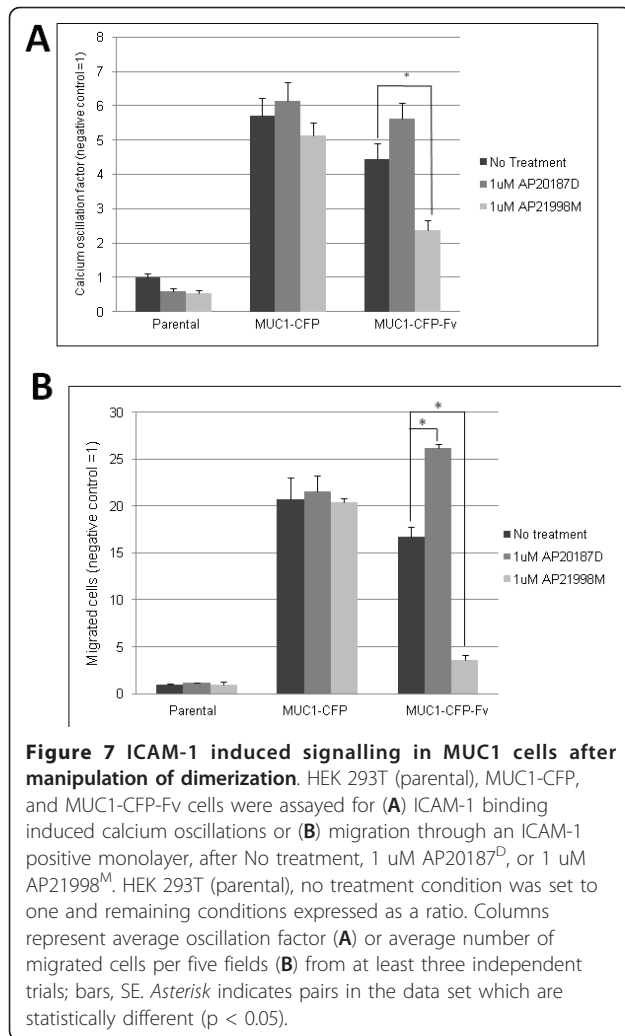 A
Calcium oscillation factor (negative control=1)
8
7
6
5
4
3
2
1
0
*
No Treatment
1uM AP20187D
1uM AP21998M
Parental
MUC1-CFP
MUC1-CFP-Fv
B
Migrated cells (negative control =1)
30
25
20
15
10
5
0
*
*
No treatment
1uM AP20187D
1uM AP21998M
Parental
MUC1-CFP
MUC1-CFP-Fv
Figure 7 ICAM-1 induced signalling in MUC1 cells after
manipulation of dimerization. HEK 293T (parental), MUC1-CFP,
and MUC1-CFP-Fv cells were assayed for (A) ICAM-1 binding
induced calcium oscillations or (B) migration through an ICAM-1
positive monolayer, after No treatment, 1 uM AP20187ᴰ, or 1 uM
AP21998ᴹ. HEK 293T (parental), no treatment condition was set to
one and remaining conditions expressed as a ratio. Columns
represent average oscillation factor (A) or average number of
migrated cells per five fields (B) from at least three independent
trials; bars, SE. Asterisk indicates pairs in the data set which are
statistically different (p < 0.05).